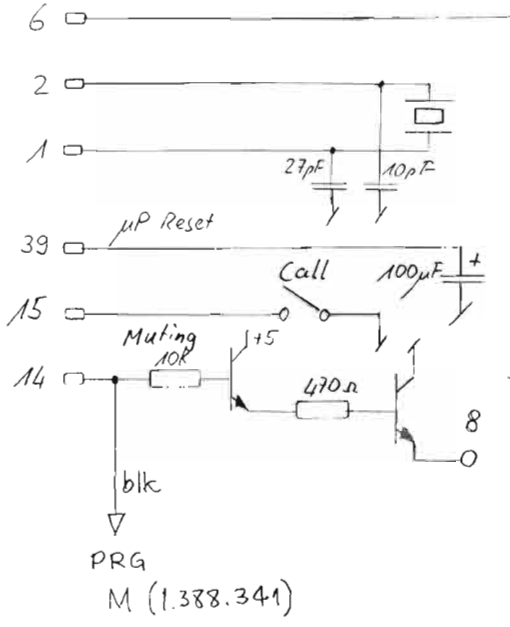 6
2
1
27pF 10pF
39 µP Reset
Call 100µF +
15
Muting
10k +5
14 470Ω
8
blk
PRG
M (1.388.341)